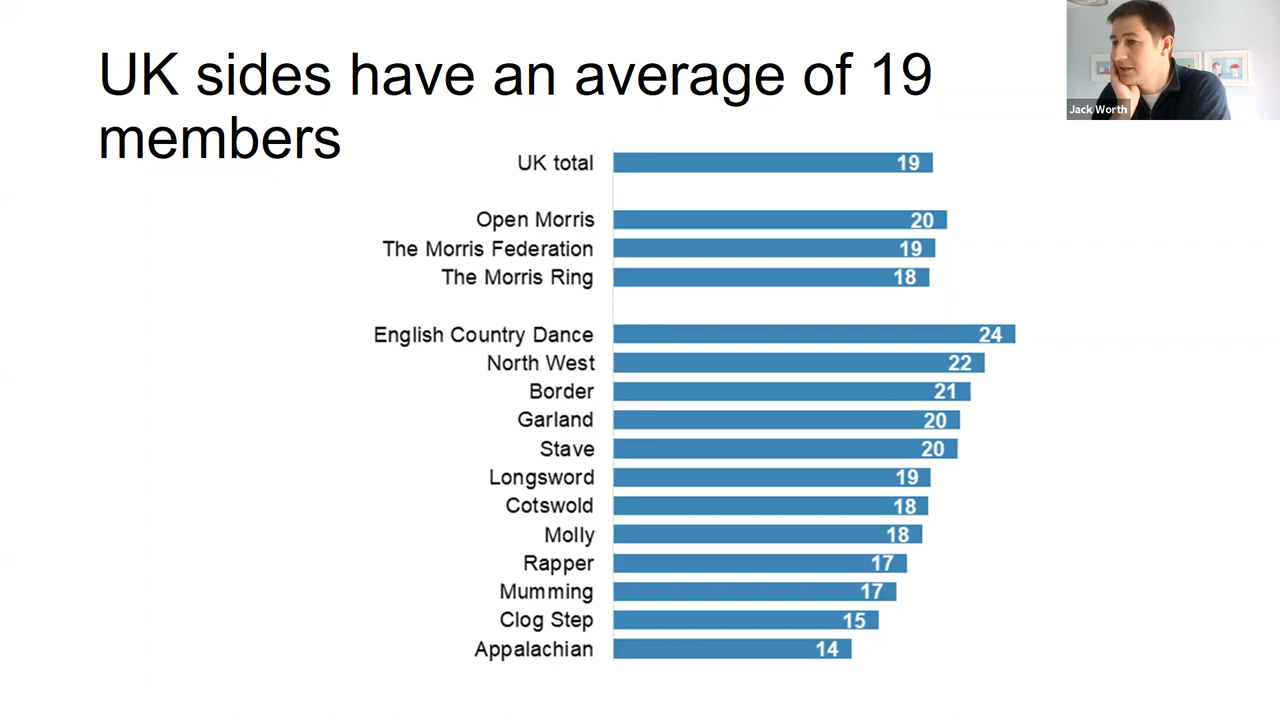 UK sides have an average of 19
members
Jack Worth
UK total 19
Open Morris 20
The Morris Federation 19
The Morris Ring 18
English Country Dance 24
North West 22
Border 21
Garland 20
Stave 20
Longsword 19
Cotswold 18
Molly 18
Rapper 17
Mumming 17
Clog Step 15
Appalachian 14